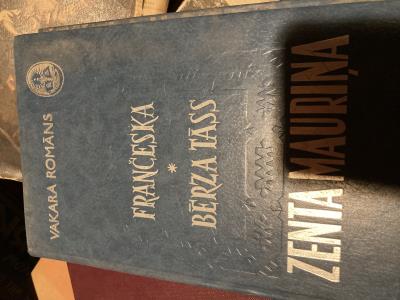 VAKARA ROMĀNS
FRANČESKA
*
BĒRZA TĀSS
ZENTA MAURIŅA